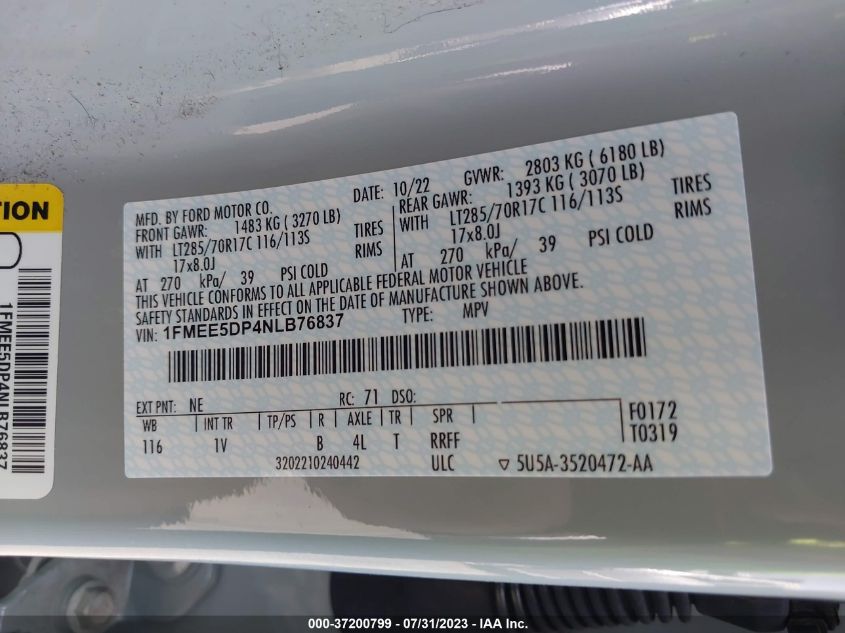 TION
1FMEE5DP4NLB76837
MFD. BY FORD MOTOR CO. DATE: 10/22 GVWR: 2803 KG ( 6180 LB)
FRONT GAWR: 1483 KG ( 3270 LB) REAR GAWR: 1393 KG ( 3070 LB)
WITH LT285/70R17C 116/113S TIRES WITH LT285/70R17C 116/113S TIRES
17x8.0J RIMS 17x8.0J RIMS
AT 270 kPa/ 39 PSI COLD AT 270 kPa/ 39 PSI COLD
THIS VEHICLE CONFORMS TO ALL APPLICABLE FEDERAL MOTOR VEHICLE
SAFETY STANDARDS IN EFFECT ON THE DATE OF MANUFACTURE SHOWN ABOVE.
VIN: 1FMEE5DP4NLB76837 TYPE: MPV
EXT PNT: NE RC: 71 DSO:
WB INT TR TP/PS R AXLE TR SPR F0172
116 1V B 4L T RRFF T0319
3202210240442 ULC ▽ 5U5A-3520472-AA
000-37200799 / 07/31/2023 - IAA Inc.